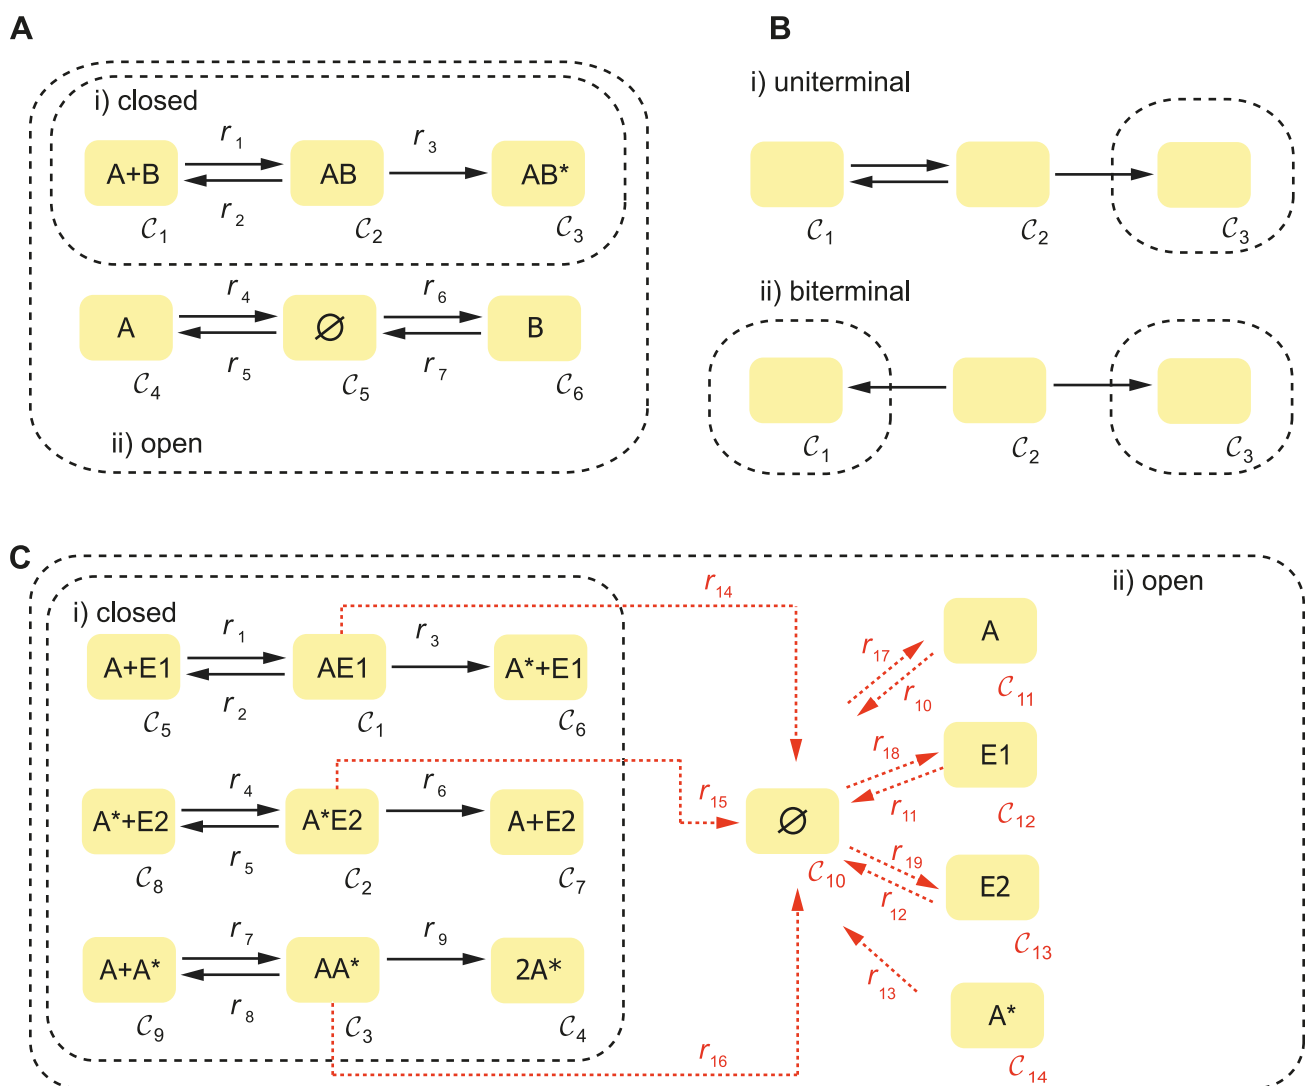 A
B
i) closed
i) uniterminal
r1
r3
A+B
AB
AB*
r2
C1
C2
C3
C1
C2
C3
ii) biterminal
r4
r6
A
∅
B
r5
r7
C4
C5
C6
ii) open
C1
C2
C3
C
ii) open
i) closed
r14
r1
r3
A
A+E1
AE1
A*+E1
r17
r10
C11
r2
C5
C1
C6
E1
r18
r4
r6
r15
r11
C12
A*+E2
A*E2
A+E2
∅
r5
r19
C8
C2
C7
C10
E2
r12
C13
r7
r9
A+A*
AA*
2A*
r13
r8
A*
C9
C3
C4
r16
C14